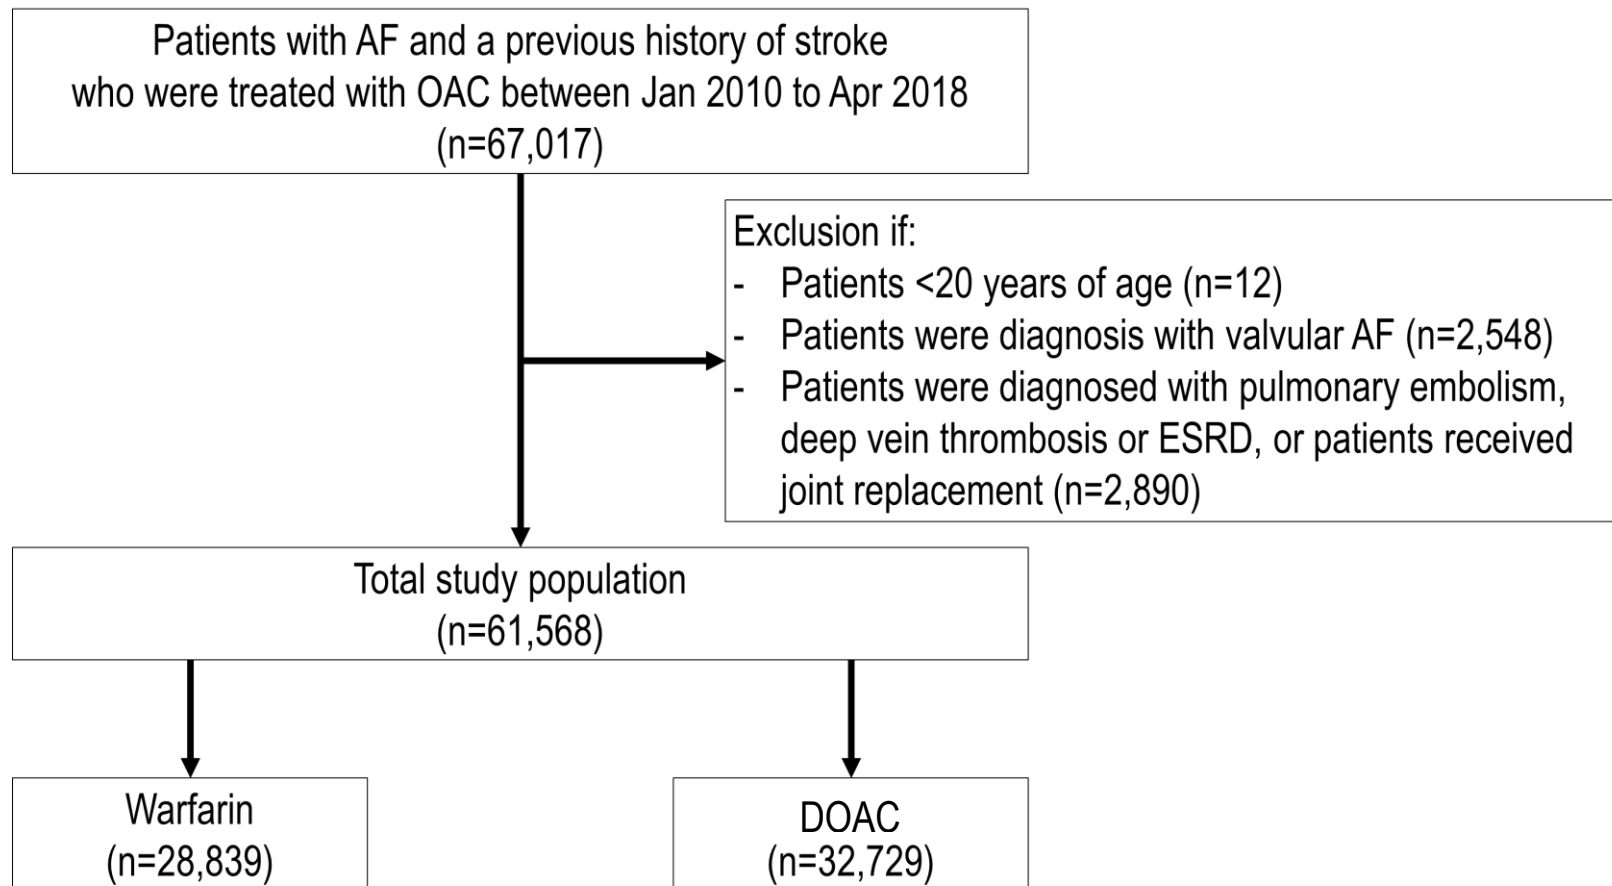 Patients with AF and a previous history of stroke
who were treated with OAC between Jan 2010 to Apr 2018
(n=67,017)
Exclusion if:
- Patients <20 years of age (n=12)
- Patients were diagnosis with valvular AF (n=2,548)
- Patients were diagnosed with pulmonary embolism,
deep vein thrombosis or ESRD, or patients received
joint replacement (n=2,890)
Total study population
(n=61,568)
Warfarin
(n=28,839)
DOAC
(n=32,729)